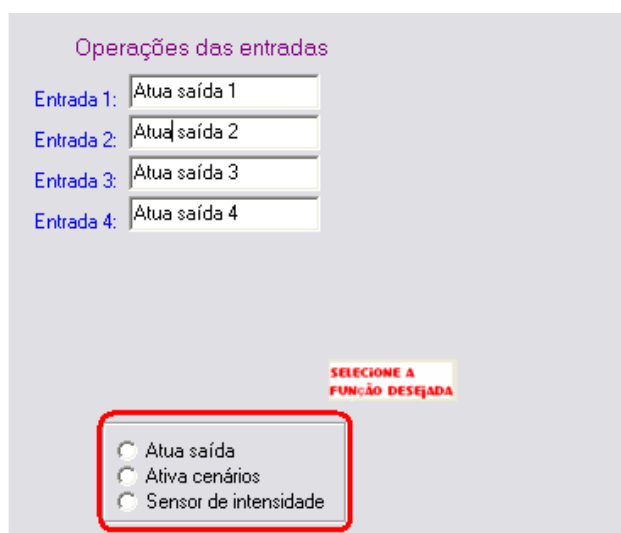 Operações das entradas
Entrada 1: Atua saída 1
Entrada 2: Atua saída 2
Entrada 3: Atua saída 3
Entrada 4: Atua saída 4
SELECIONE A
FUNÇÃO DESEJADA
Atua saída
Ativa cenários
Sensor de intensidade